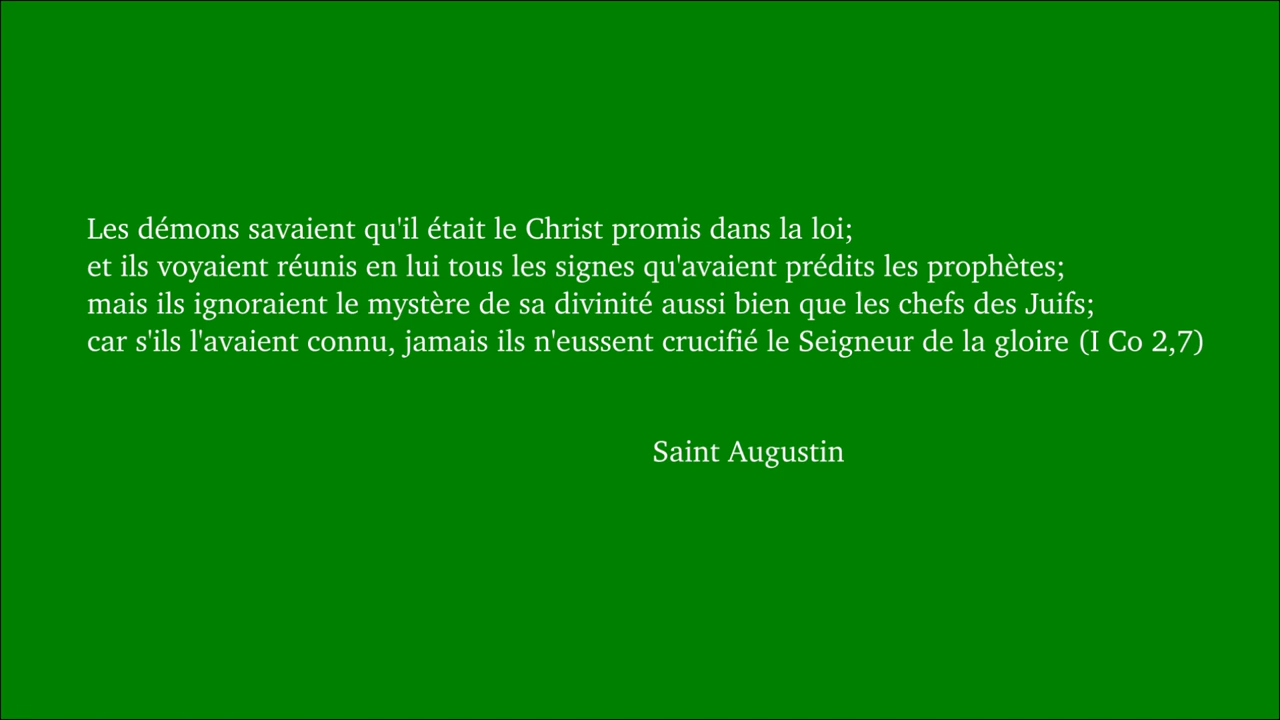 Les démons savaient qu'il était le Christ promis dans la loi;
et ils voyaient réunis en lui tous les signes qu'avaient prédits les prophètes;
mais ils ignoraient le mystère de sa divinité aussi bien que les chefs des Juifs;
car s'ils l'avaient connu, jamais ils n'eussent crucifié le Seigneur de la gloire (I Co 2,7)
Saint Augustin